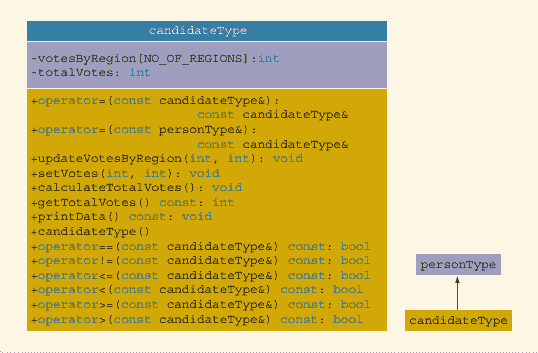 candidateType
-votesByRegion[NO_OF_REGIONS]:int
-totalVotes: int
+operator=(const candidateType&):
const candidateType&
+operator=(const personType&):
const candidateType&
+updateVotesByRegion(int, int): void
+setVotes(int, int): void
+calculateTotalVotes(): void
+getTotalVotes() const: int
+printData() const: void
+candidateType()
+operator==(const candidateType&) const: bool
+operator!=(const candidateType&) const: bool
+operator<=(const candidateType&) const: bool
+operator<(const candidateType&) const: bool
+operator>=(const candidateType&) const: bool
+operator>(const candidateType&) const: bool
personType
candidateType